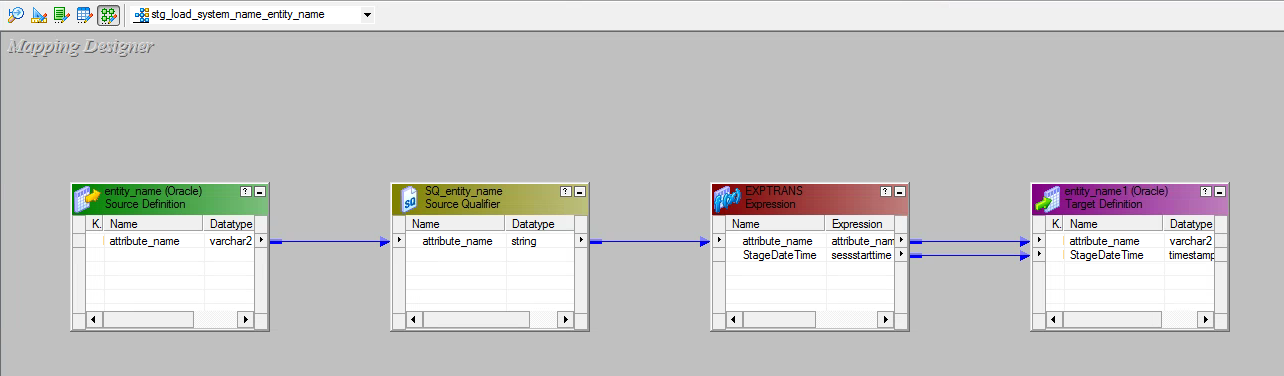 stg_load_system_name_entity_name
Mapping Designer
entity_name (Oracle)
Source Definition
K. Name Datatype
attribute_name varchar2
SQ_entity_name
Source Qualifier
Name Datatype
attribute_name string
EXPTRANS
Expression
Name Expression
attribute_name attribute_nam
StageDateTime sessstarttime
entity_name1 (Oracle)
Target Definition
K. Name Datatype
attribute_name varchar2
StageDateTime timestamp